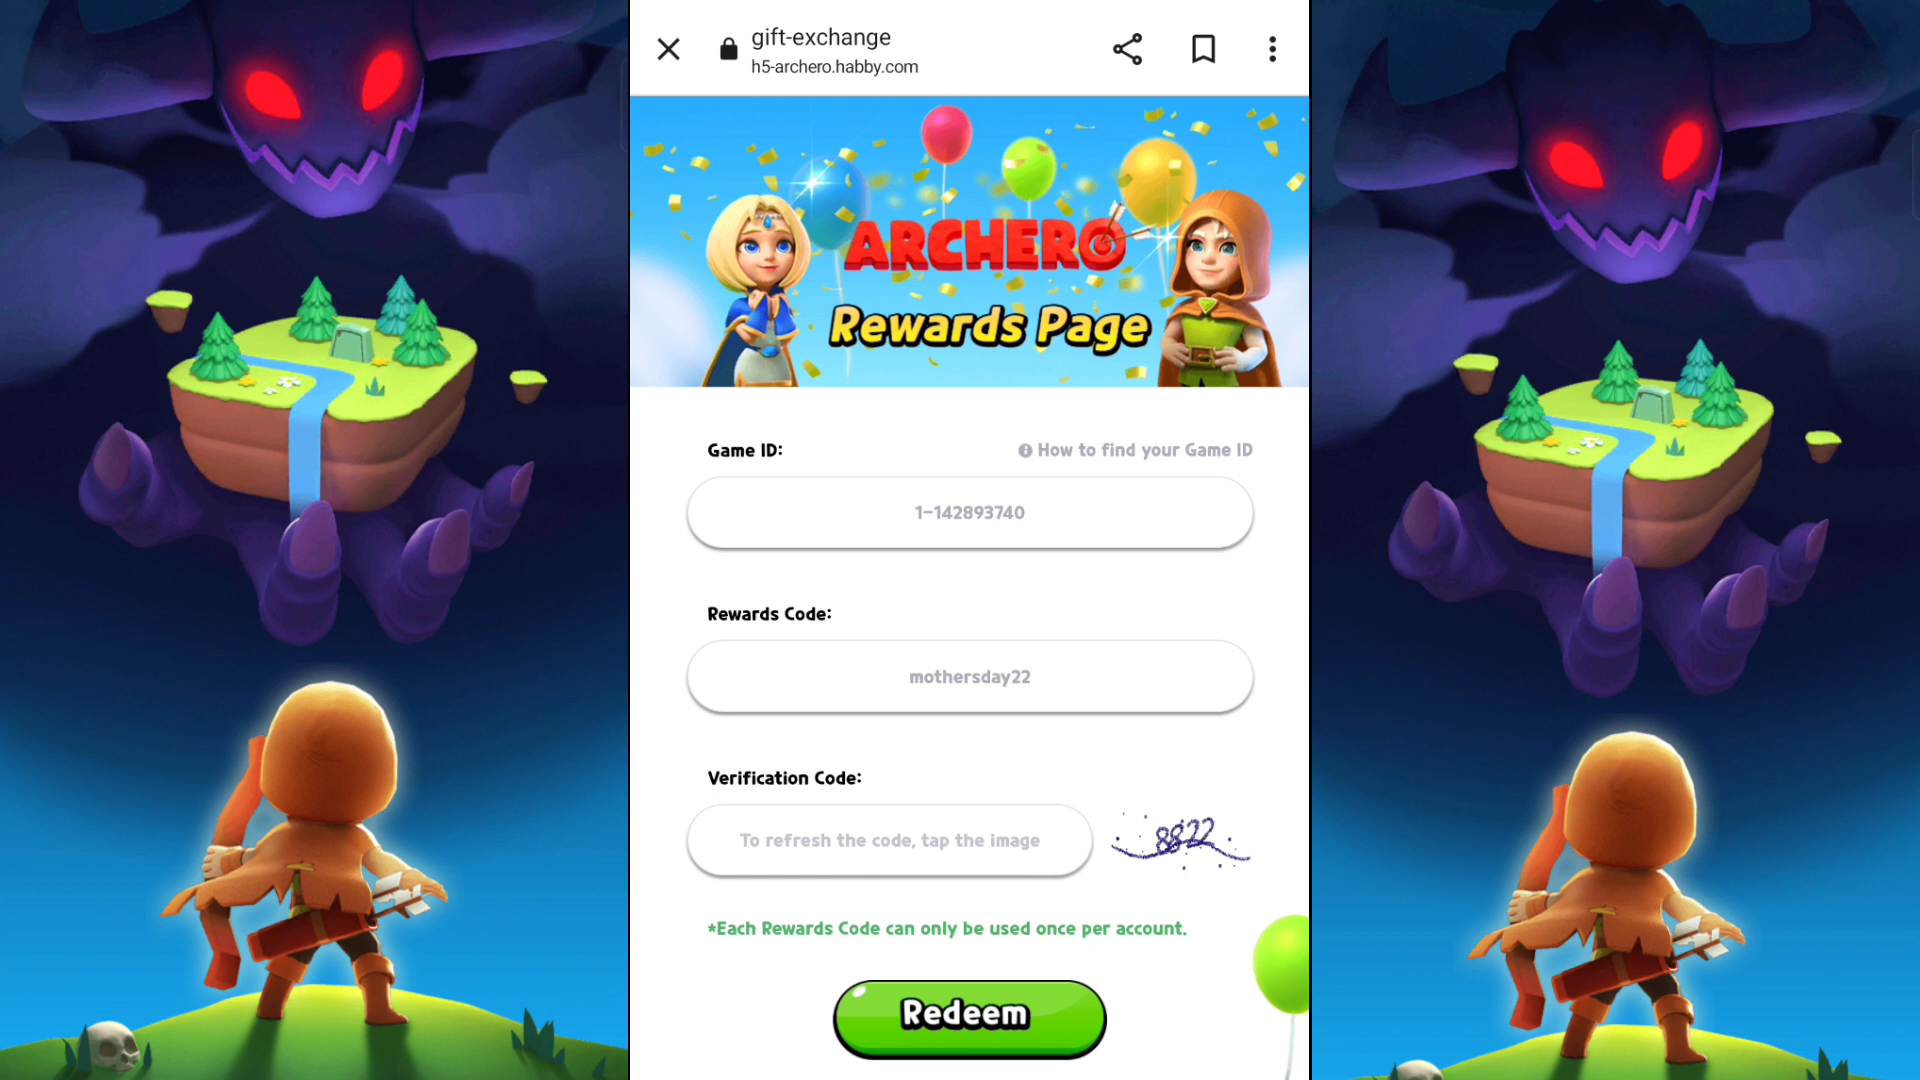 gift-exchange
h5-archero.habby.com
ARCHERO
Rewards Page
Game ID:
How to find your Game ID
1-142893740
Rewards Code:
mothersday22
Verification Code:
To refresh the code, tap the image
8822
*Each Rewards Code can only be used once per account.
Redeem